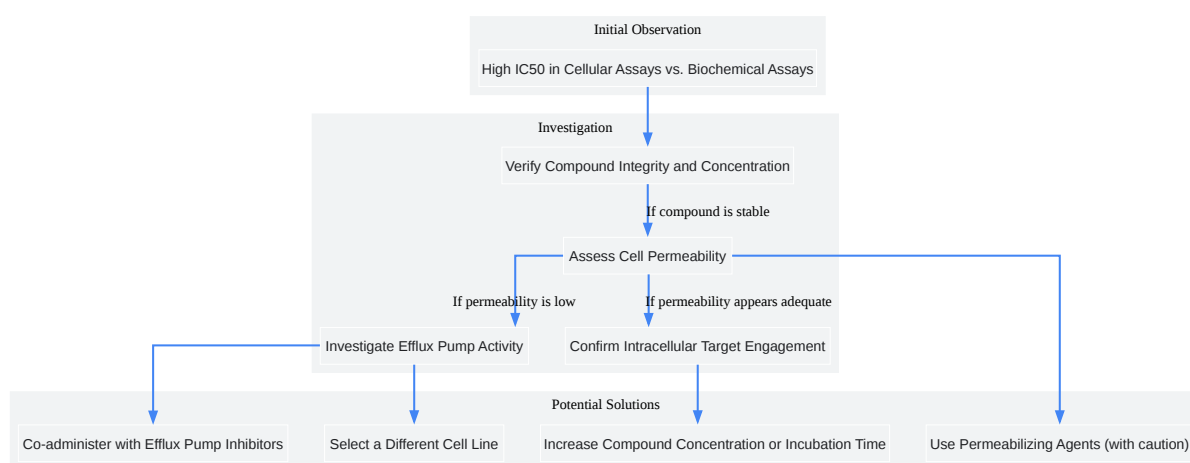 Initial Observation
High IC50 in Cellular Assays vs. Biochemical Assays
Investigation
Verify Compound Integrity and Concentration
If compound is stable
Assess Cell Permeability
If permeability is low
If permeability appears adequate
Investigate Efflux Pump Activity
Confirm Intracellular Target Engagement
Potential Solutions
Co-administer with Efflux Pump Inhibitors
Select a Different Cell Line
Increase Compound Concentration or Incubation Time
Use Permeabilizing Agents (with caution)